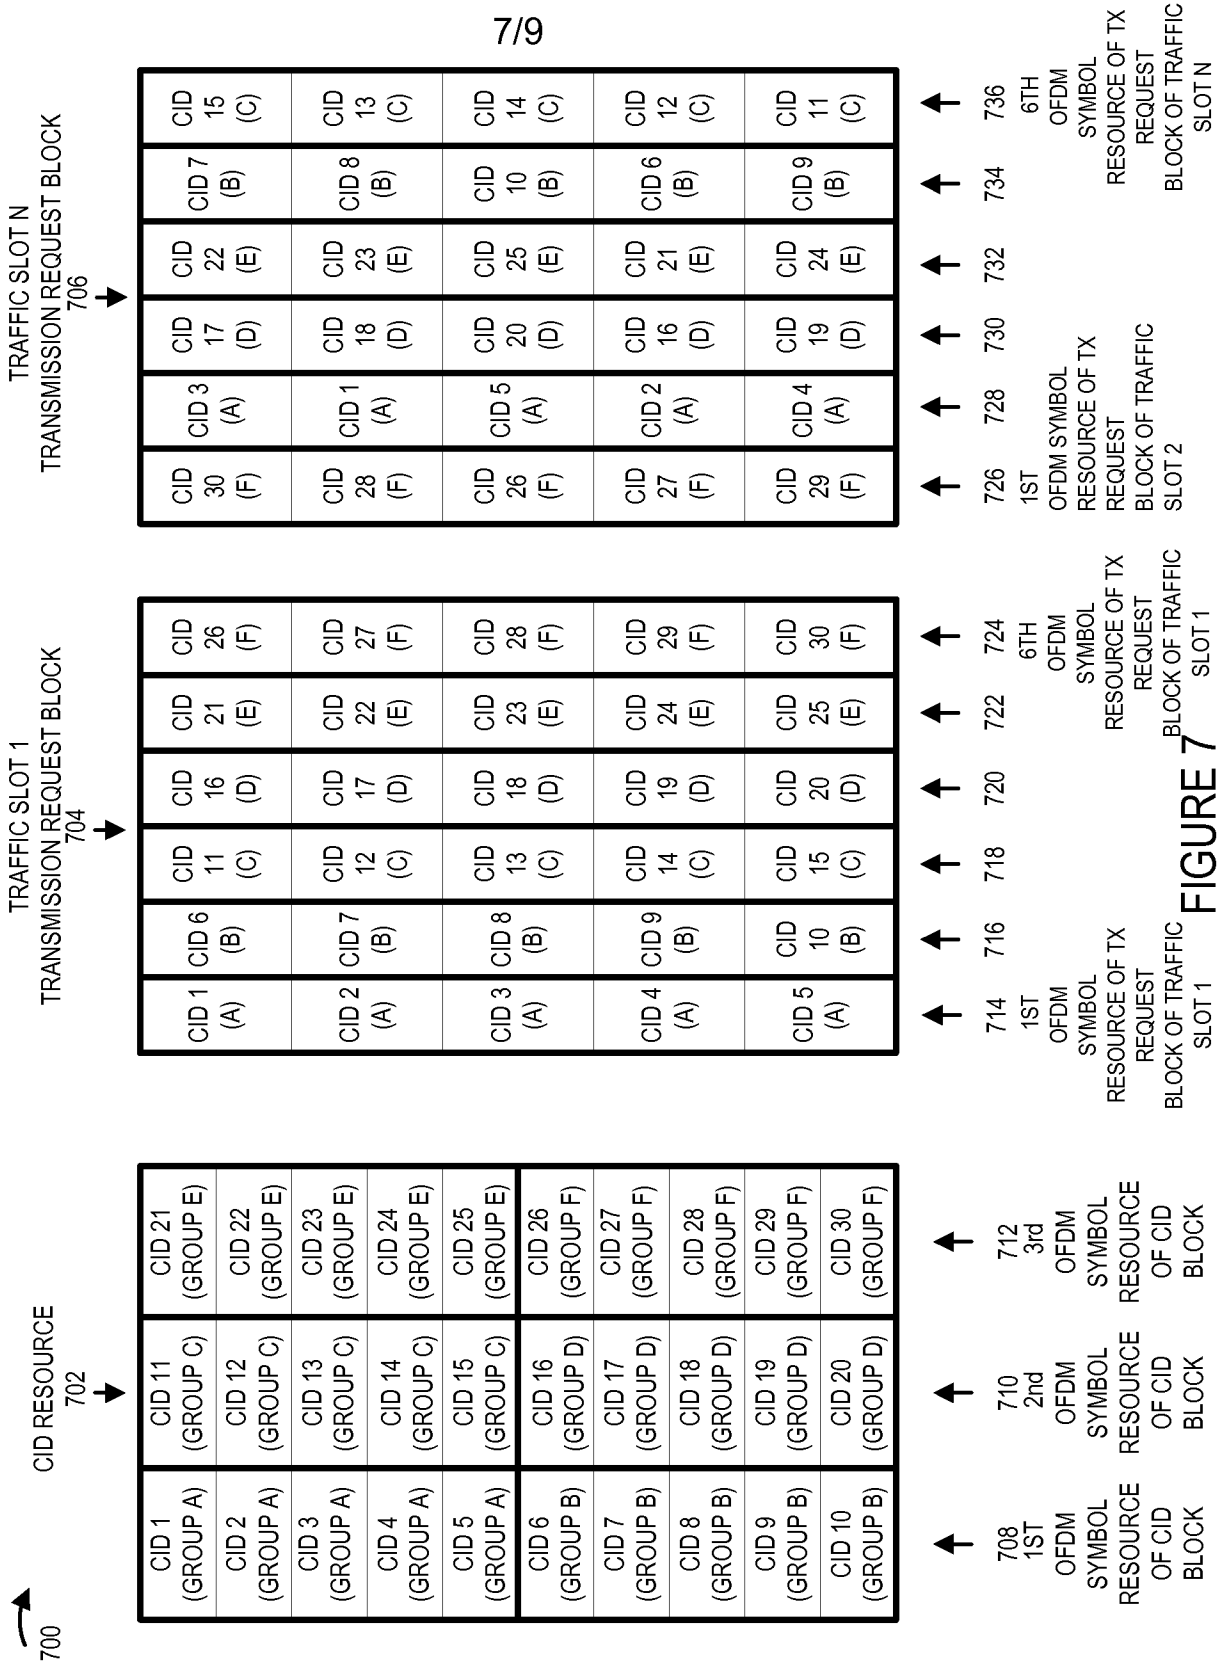 7/9
700
CID RESOURCE
702
CID 1
(GROUP A)
CID 2
(GROUP A)
CID 3
(GROUP A)
CID 4
(GROUP A)
CID 5
(GROUP A)
CID 6
(GROUP B)
CID 7
(GROUP B)
CID 8
(GROUP B)
CID 9
(GROUP B)
CID 10
(GROUP B)
CID 11
(GROUP C)
CID 12
(GROUP C)
CID 13
(GROUP C)
CID 14
(GROUP C)
CID 15
(GROUP C)
CID 16
(GROUP D)
CID 17
(GROUP D)
CID 18
(GROUP D)
CID 19
(GROUP D)
CID 20
(GROUP D)
CID 21
(GROUP E)
CID 22
(GROUP E)
CID 23
(GROUP E)
CID 24
(GROUP E)
CID 25
(GROUP E)
CID 26
(GROUP F)
CID 27
(GROUP F)
CID 28
(GROUP F)
CID 29
(GROUP F)
CID 30
(GROUP F)
708
1ST
OFDM
SYMBOL
RESOURCE
OF CID
BLOCK
710
2nd
OFDM
SYMBOL
RESOURCE
OF CID
BLOCK
712
3rd
OFDM
SYMBOL
RESOURCE
OF CID
BLOCK
TRAFFIC SLOT 1
TRANSMISSION REQUEST BLOCK
704
CID 1
(A)
CID 2
(A)
CID 3
(A)
CID 4
(A)
CID 5
(A)
CID 6
(B)
CID 7
(B)
CID 8
(B)
CID 9
(B)
CID
10
(B)
CID
11
(C)
CID
12
(C)
CID
13
(C)
CID
14
(C)
CID
15
(C)
CID
16
(D)
CID
17
(D)
CID
18
(D)
CID
19
(D)
CID
20
(D)
CID
21
(E)
CID
22
(E)
CID
23
(E)
CID
24
(E)
CID
25
(E)
CID
26
(F)
CID
27
(F)
CID
28
(F)
CID
29
(F)
CID
30
(F)
714
1ST
OFDM
SYMBOL
RESOURCE OF TX
REQUEST
BLOCK OF TRAFFIC
SLOT 1
716
718
720
722
724
6TH
OFDM
SYMBOL
RESOURCE OF TX
REQUEST
BLOCK OF TRAFFIC
SLOT 1
TRAFFIC SLOT N
TRANSMISSION REQUEST BLOCK
706
CID
30
(F)
CID
28
(F)
CID
26
(F)
CID
27
(F)
CID
29
(F)
CID 3
(A)
CID 1
(A)
CID 5
(A)
CID 2
(A)
CID 4
(A)
CID
17
(D)
CID
18
(D)
CID
20
(D)
CID
16
(D)
CID
19
(D)
CID
22
(E)
CID
23
(E)
CID
25
(E)
CID
21
(E)
CID
24
(E)
CID 7
(B)
CID 8
(B)
CID
10
(B)
CID 6
(B)
CID 9
(B)
CID
15
(C)
CID
13
(C)
CID
14
(C)
CID
12
(C)
CID
11
(C)
726
1ST
OFDM SYMBOL
RESOURCE OF TX
REQUEST
BLOCK OF TRAFFIC
SLOT 2
728
730
732
734
736
6TH
OFDM
SYMBOL
RESOURCE OF TX
REQUEST
BLOCK OF TRAFFIC
SLOT N
FIGURE 7